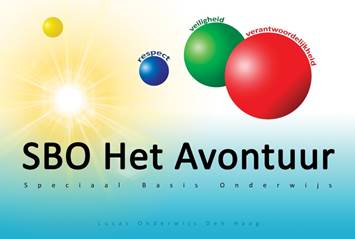 veiligheid
verantwoordelijkheid
respect
SBO Het Avontuur
Speciaal Basis Onderwijs
Lucas Onderwijs Den Haag